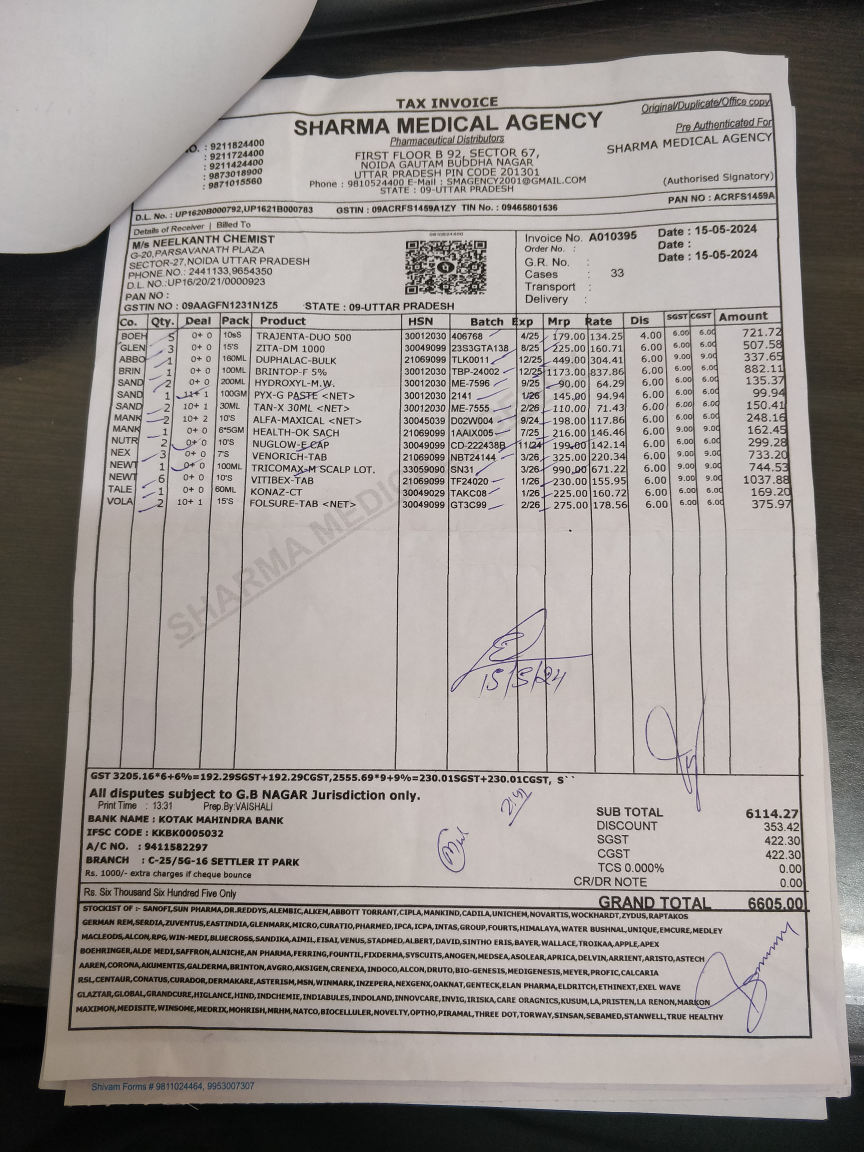 TAX INVOICE
Original/Duplicate/Office copy
SHARMA MEDICAL AGENCY
Pharmaceutical Distributors
Pre Authenticated For
SHARMA MEDICAL AGENCY
FIRST FLOOR B 92, SECTOR 67,
NOIDA GAUTAM BUDDHA NAGAR
UTTAR PRADESH PIN CODE 201301
Phone : 9810524400 E-Mail : SMAGENCY2001@GMAIL.COM
STATE : 09-UTTAR PRADESH
(Authorised Signatory)
O. : 9211824400
: 9211724400
: 9211424400
: 9873018900
: 9871015560
PAN NO : ACRFS1459A
D.L. No. : UP1620B000792,UP1621B000783 GSTIN : 09ACRFS1459A1ZY TIN No. : 09465801536
Details of Receiver | Billed To
M/s NEELKANTH CHEMIST
G-20,PARSAVANATH PLAZA
SECTOR-27,NOIDA UTTAR PRADESH
PHONE.NO.: 2441133,9654350
D.L. NO.:UP16/20/21/0000923
PAN NO :
GSTIN NO : 09AAGFN1231N1Z5 STATE : 09-UTTAR PRADESH
9810524400
Invoice No. A010395 Date : 15-05-2024
Order No. : Date :
G.R. No. : Date : 15-05-2024
Cases : 33
Transport :
Delivery :
Co. Qty. Deal Pack Product HSN Batch Exp Mrp Rate Dis SGST CGST Amount
BOEH 5 0+ 0 10sS TRAJENTA-DUO 500 30012030 406768 4/25 179.00 134.25 4.00 6.00 6.00 721.72
GLEN 3 0+ 0 15'S ZITA-DM 1000 30049099 23S3GTA138 8/25 225.00 160.71 6.00 6.00 6.00 507.58
ABBO 1 0+ 0 160ML DUPHALAC-BULK 21069099 TLK0011 12/25 449.00 304.41 6.00 9.00 9.00 337.65
BRIN 1 0+ 0 100ML BRINTOP-F 5% 30012030 TBP-24002 12/25 1173.00 837.86 6.00 6.00 6.00 882.11
SAND 2 0+ 0 200ML HYDROXYL-M.W. 30012030 ME-7596 9/25 90.00 64.29 6.00 6.00 6.00 135.37
SAND 1 11+ 1 100GM PYX-G PASTE <NET> 30012030 2141 1/26 145.00 94.94 6.00 6.00 6.00 99.94
SAND 2 10+ 1 30ML TAN-X 30ML <NET> 30012030 ME-7555 2/26 110.00 71.43 6.00 6.00 6.00 150.41
MANK 2 10+ 2 10'S ALFA-MAXICAL <NET> 30045039 D02W004 9/24 198.00 117.86 6.00 6.00 6.00 248.16
MANK 1 0+ 0 6*5GM HEALTH-OK SACH 21069099 1AAIX005 7/25 216.00 146.46 6.00 9.00 9.00 162.45
NUTR 2 0+ 0 10'S NUGLOW-E CAP 30049099 CD-222438B 11/24 199.00 142.14 6.00 6.00 6.00 299.28
NEX 3 0+ 0 7'S VENORICH-TAB 21069099 NBT24144 3/26 325.00 220.34 6.00 9.00 9.00 733.20
NEWT 1 0+ 0 100ML TRICOMAX-M SCALP LOT. 33059090 SN31 3/26 990.00 671.22 6.00 9.00 9.00 744.53
NEWT 6 0+ 0 10'S VITIBEX-TAB 21069099 TF24020 1/26 230.00 155.95 6.00 9.00 9.00 1037.88
TALE 1 0+ 0 60ML KONAZ-CT 30049029 TAKC08 1/26 225.00 160.72 6.00 6.00 6.00 169.20
VOLA 2 10+ 1 15'S FOLSURE-TAB <NET> 30049099 GT3C99 2/26 275.00 178.56 6.00 6.00 6.00 375.97
15/5/24
GST 3205.16*6+6%=192.29SGST+192.29CGST,2555.69*9+9%=230.01SGST+230.01CGST, S``
All disputes subject to G.B NAGAR Jurisdiction only.
Print Time : 13:31 Prep.By:VAISHALI
BANK NAME : KOTAK MAHINDRA BANK
IFSC CODE : KKBK0005032
A/C NO. : 9411582297
BRANCH : C-25/5G-16 SETTLER IT PARK
Rs. 1000/- extra charges if cheque bounce
SUB TOTAL 6114.27
DISCOUNT 353.42
SGST 422.30
CGST 422.30
TCS 0.000% 0.00
CR/DR NOTE 0.00
Rs. Six Thousand Six Hundred Five Only
GRAND TOTAL 6605.00
STOCKIST OF :- SANOFI,SUN PHARMA,DR.REDDYS,ALEMBIC,ALKEM,ABBOTT TORRANT,CIPLA,MANKIND,CADILA,UNICHEM,NOVARTIS,WOCKHARDT,ZYDUS,RAPTAKOS
GERMAN REM,SERDIA,ZUVENTUS,EASTINDIA,GLENMARK,MICRO,CURATIO,PHARMED,IPCA,ICPA,INTAS,GROUP,FOURTS,HIMALAYA,WATER BUSHNAL,UNIQUE,EMCURE,MEDLEY
MACLEODS,ALCON,RPG,WIN-MEDI,BLUECROSS,SANDIKA,AIMIL,EISAI,VENUS,STADMED,ALBERT,DAVID,SINTHO ERIS,BAYER,WALLACE,TROIKAA,APPLE,APEX
BOEHRINGER,ALDE MEDI,SAFFRON,ALNICHE,AN PHARMA,FERRING,FOUNTIL,FIXDERMA,SYSCUITS,ANOGEN,MEDSEA,ASOLEAR,APRICA,DELVIN,ARRIENT,ARISTO,ASTECH
AAREN,CORONA,AKUMENTIS,GALDERMA,BRINTON,AVGRO,AKSIGEN,CRENEXA,INDOCO,ALCON,DRUTO,BIO-GENESIS,MEDIGENESIS,MEYER,PROFIC,CALCARIA
RSL,CENTAUR,CONATUS,CURADOR,DERMAKARE,ASTERISM,MSN,WINMARK,INZEPERA,NEXGENX,OAKNAT,GENTECK,ELAN PHARMA,ELDRITCH,ETHINEXT,EXEL WAVE
GLAZTAR,GLOBAL,GRANDCURE,HIGLANCE,HIND,INDCHEMIE,INDIABULES,INDOLAND,INNOVCARE,INVIG,IRISKA,CARE ORAGNICS,KUSUM,LA,PRISTEN,LA RENON,MARKON
MAXIMON,MEDISITE,WINSOME,MEDRIX,MOHRISH,MRHM,NATCO,BIOCELLULER,NOVELTY,OPTHO,PIRAMAL,THREE DOT,TORWAY,SINSAN,SEBAMED,STANWELL,TRUE HEALTHY
Shivam Forms # 9811024464, 9953007307